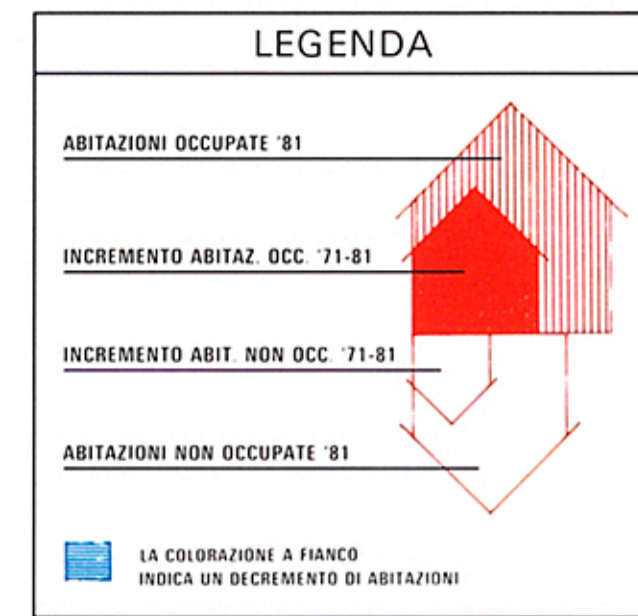 LEGENDA
ABITAZIONI OCCUPATE '81
INCREMENTO ABITAZ. OCC. '71-81
INCREMENTO ABIT. NON OCC. '71-81
ABITAZIONI NON OCCUPATE '81
LA COLORAZIONE A FIANCO
INDICA UN DECREMENTO DI ABITAZIONI